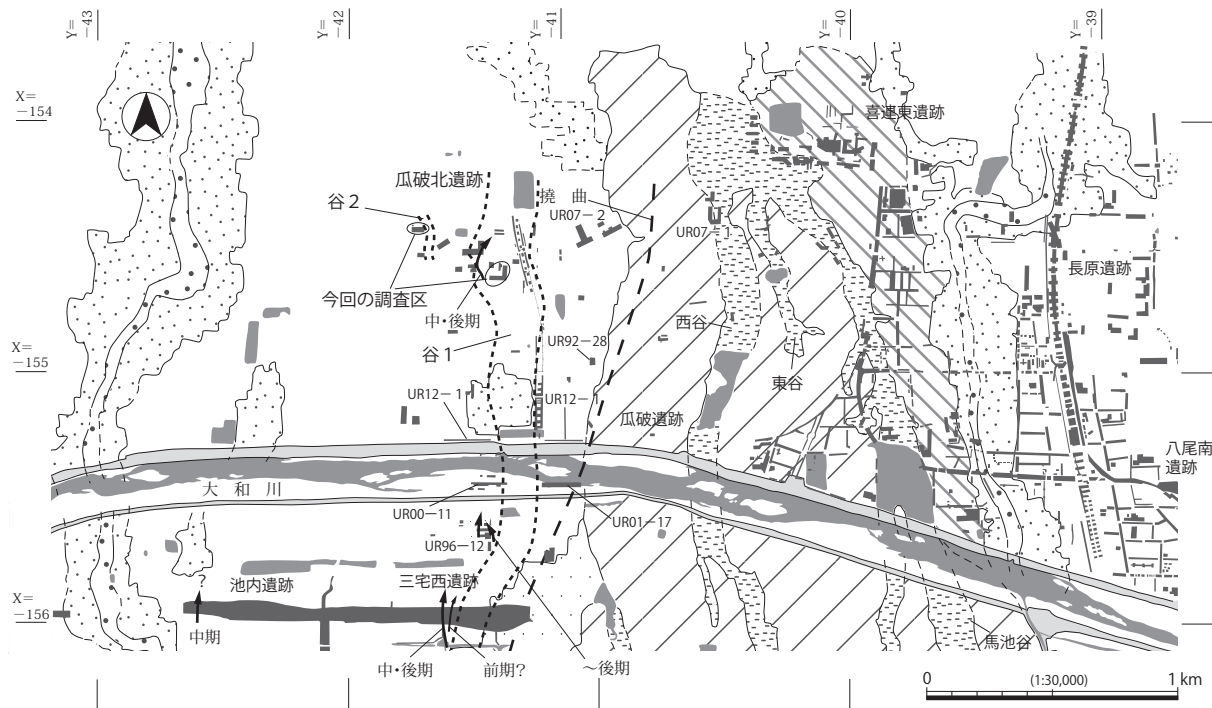 Y=
-43
Y=
-42
Y=
-41
Y=
-40
Y=
-39
X=
-154
喜連東遺跡
瓜破北遺跡
撓 曲
谷2
UR07-2
UR07-1
長原遺跡
今回の調査区
中・後期
西谷
谷1
UR92-28
X=
-155
東谷
UR12-1
UR12-1
瓜破遺跡
八尾南
遺跡
大 和 川
UR00-11
UR01-17
UR96-12
?
池内遺跡
三宅西遺跡
X=
-156
中期
馬池谷
中・後期
前期?
～後期
0
(1:30,000)
1 km